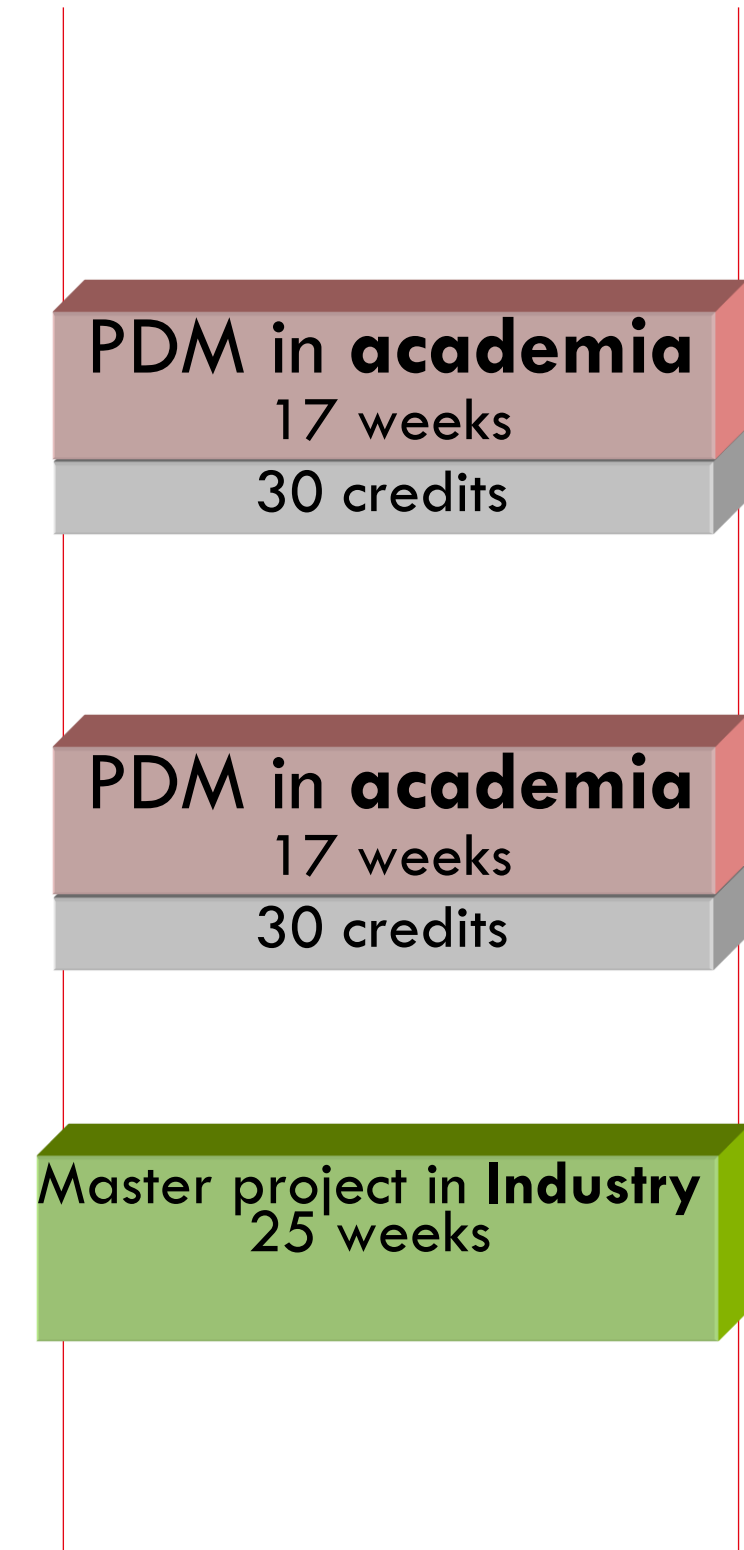 PDM in academia
17 weeks
30 credits
PDM in academia
17 weeks
30 credits
Master project in Industry
25 weeks